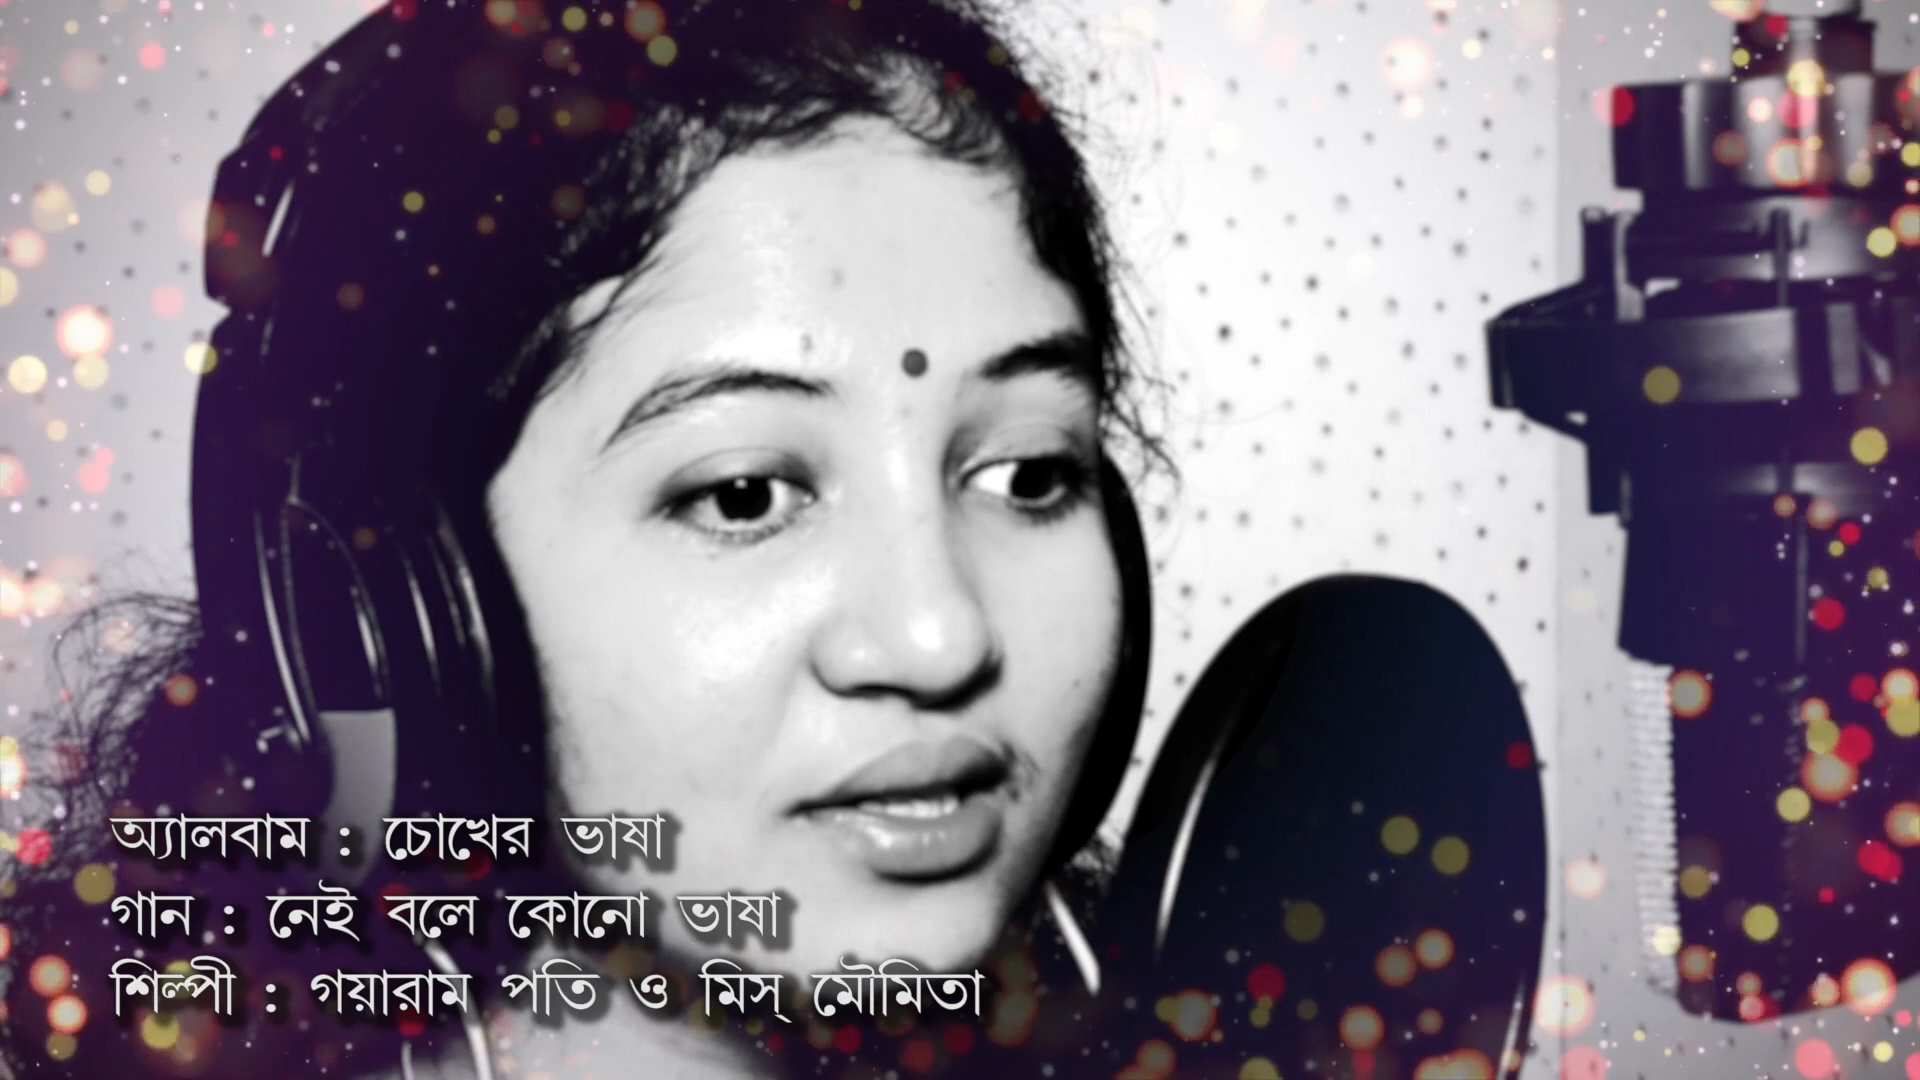 অ্যালবাম : চোখের ভাষা
গান : নেই বলে কোনো ভাষা
শিল্পী : গয়ারাম পতি ও মিস্ মৌমিতা